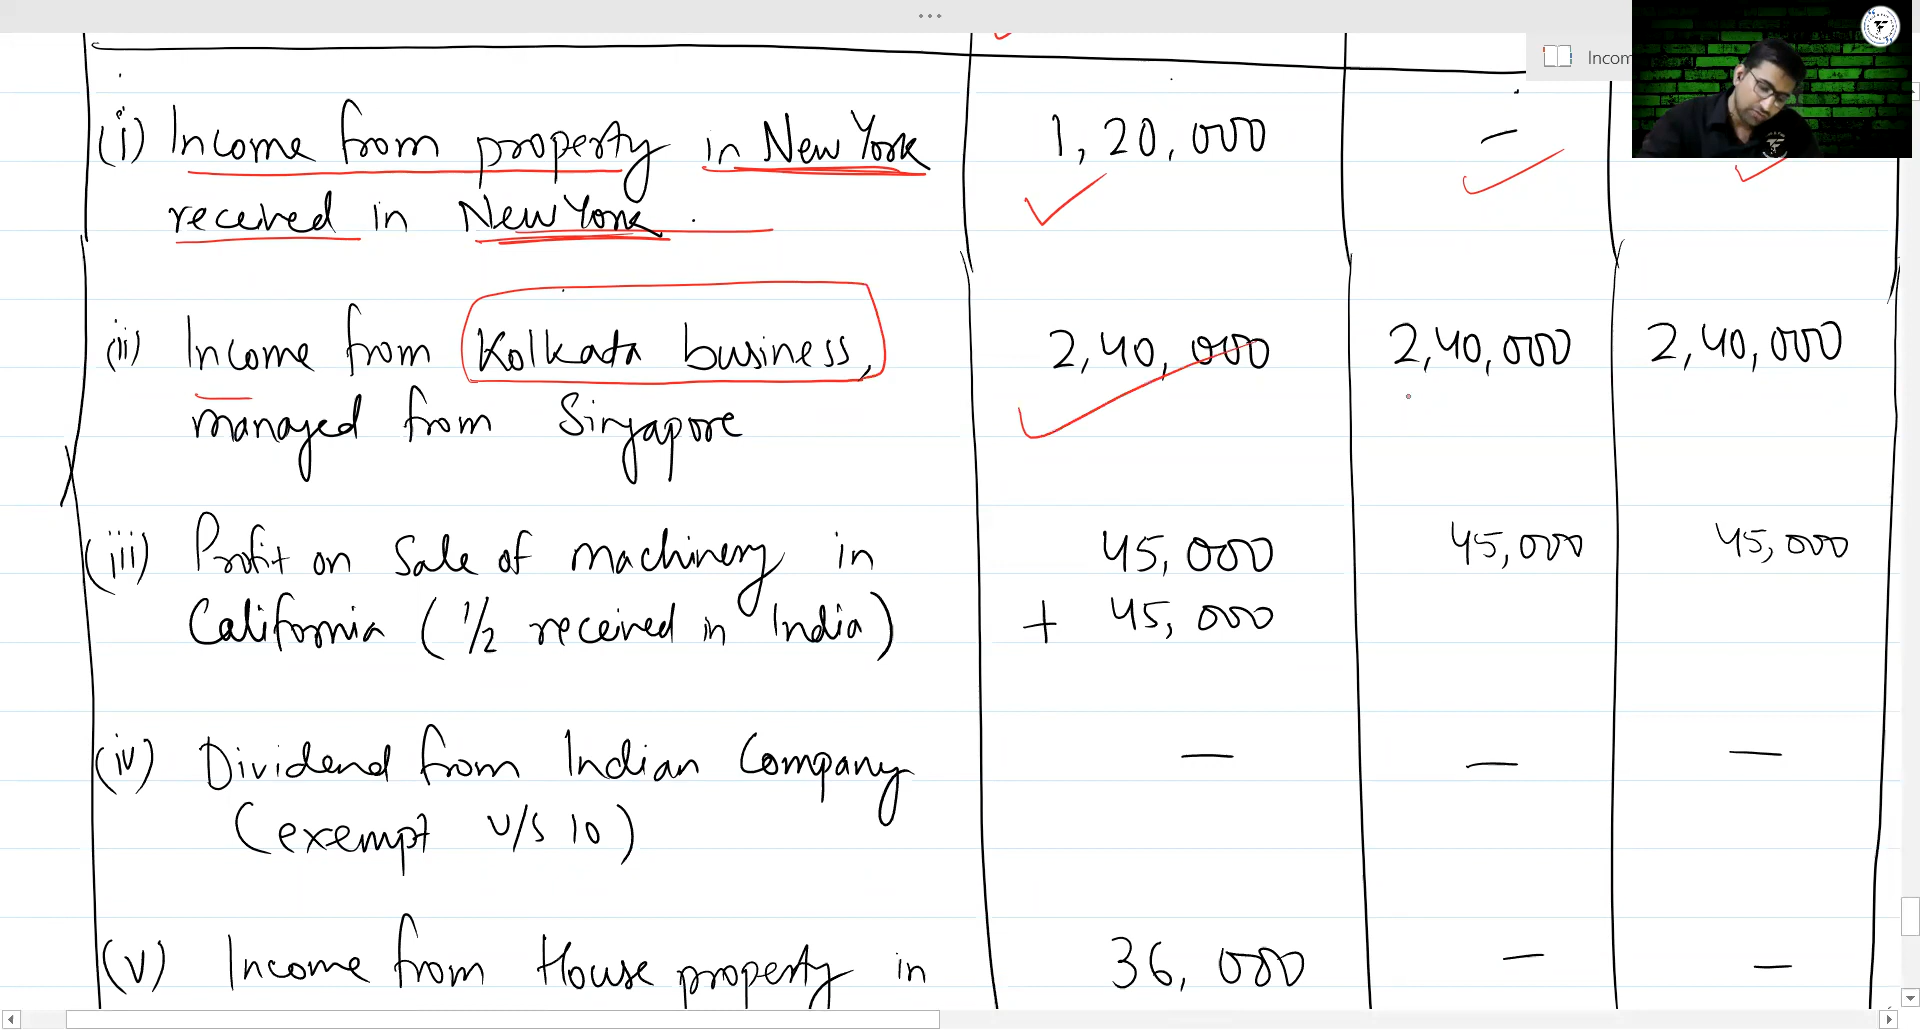 Incom
(i) Income from property in New York 1,20,000 –
received in New York.
(ii) Income from Kolkata business, 2,40,000 2,40,000 2,40,000
managed from Singapore
(iii) Profit on Sale of machinery in 45,000 45,000 45,000
California (1/2 received in India) + 45,000
(iv) Dividend from Indian Company – – –
(exempt U/S 10)
(v) Income from House property in 36,000 – –